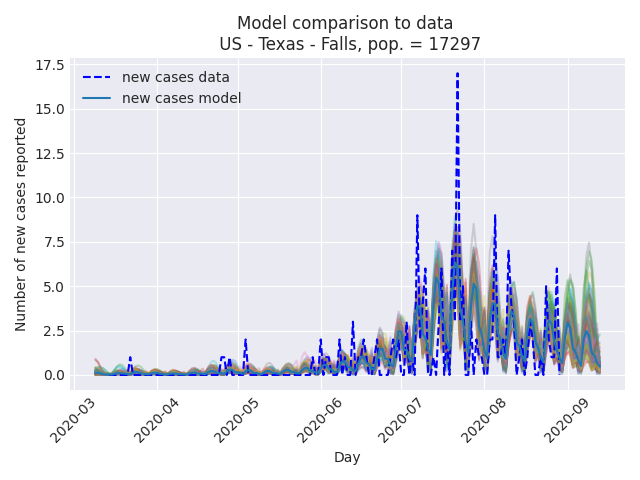 Model comparison to data
US - Texas - Falls, pop. = 17297
new cases data
new cases model
Number of new cases reported
17.5
15.0
12.5
10.0
7.5
5.0
2.5
0.0
2020-03
2020-04
2020-05
2020-06
2020-07
2020-08
2020-09
Day